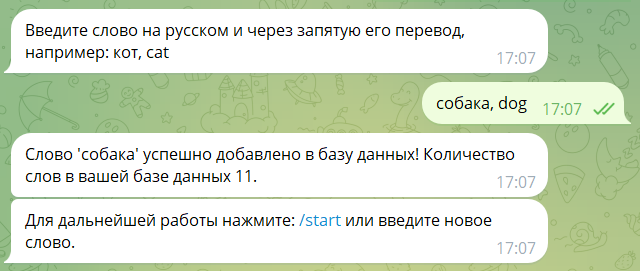 Введите слово на русском и через запятую его перевод,
например: кот, cat
17:07
собака, dog 17:07
Слово 'собака' успешно добавлено в базу данных! Количество
слов в вашей базе данных 11.
17:07
Для дальнейшей работы нажмите: /start или введите новое
слово.
17:07